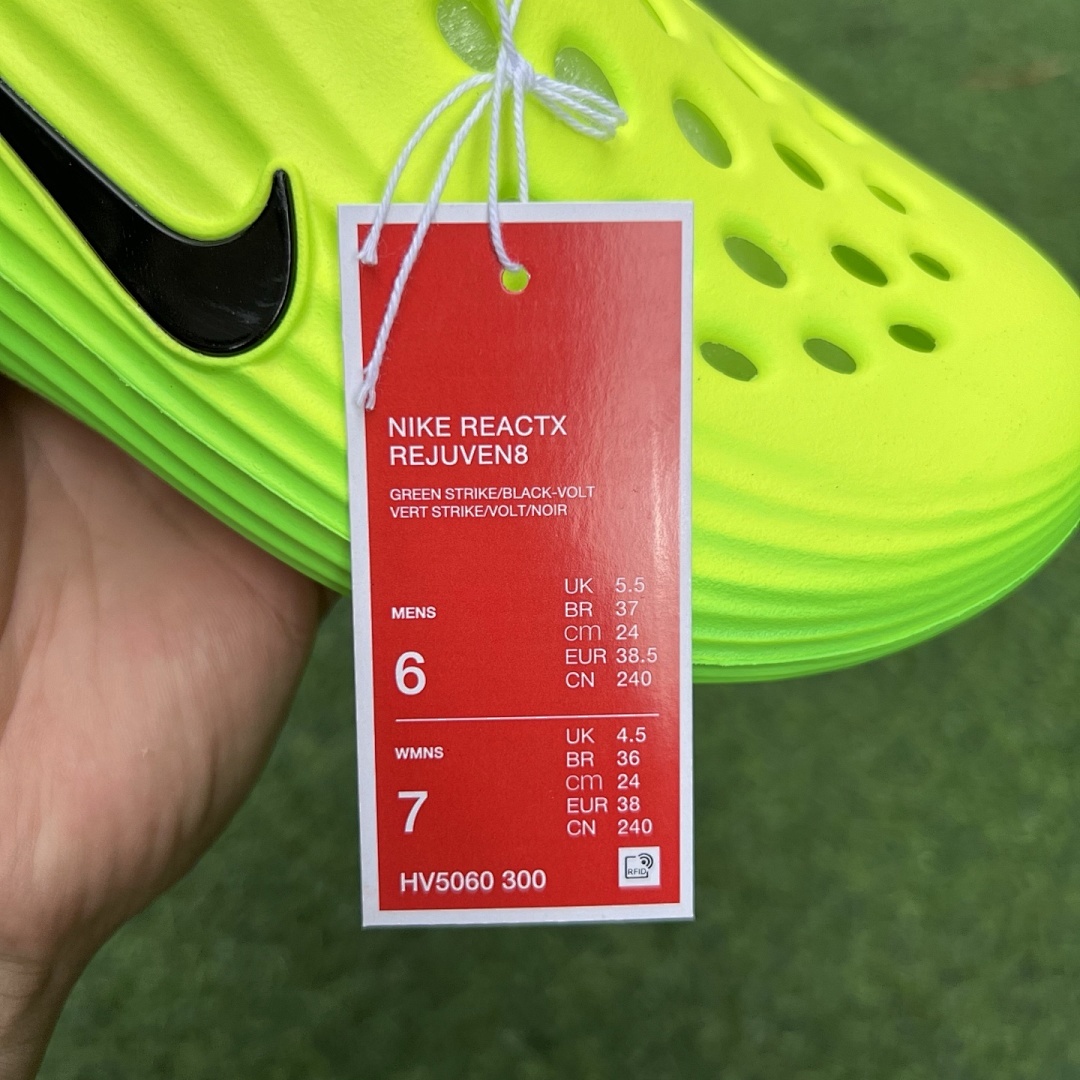 NIKE REACTX
REJUVEN8
GREEN STRIKE/BLACK-VOLT
VERT STRIKE/VOLT/NOIR
MENS
6
UK 5.5
BR 37
cm 24
EUR 38.5
CN 240
WMNS
7
UK 4.5
BR 36
cm 24
EUR 38
CN 240
HV5060 300
RFID